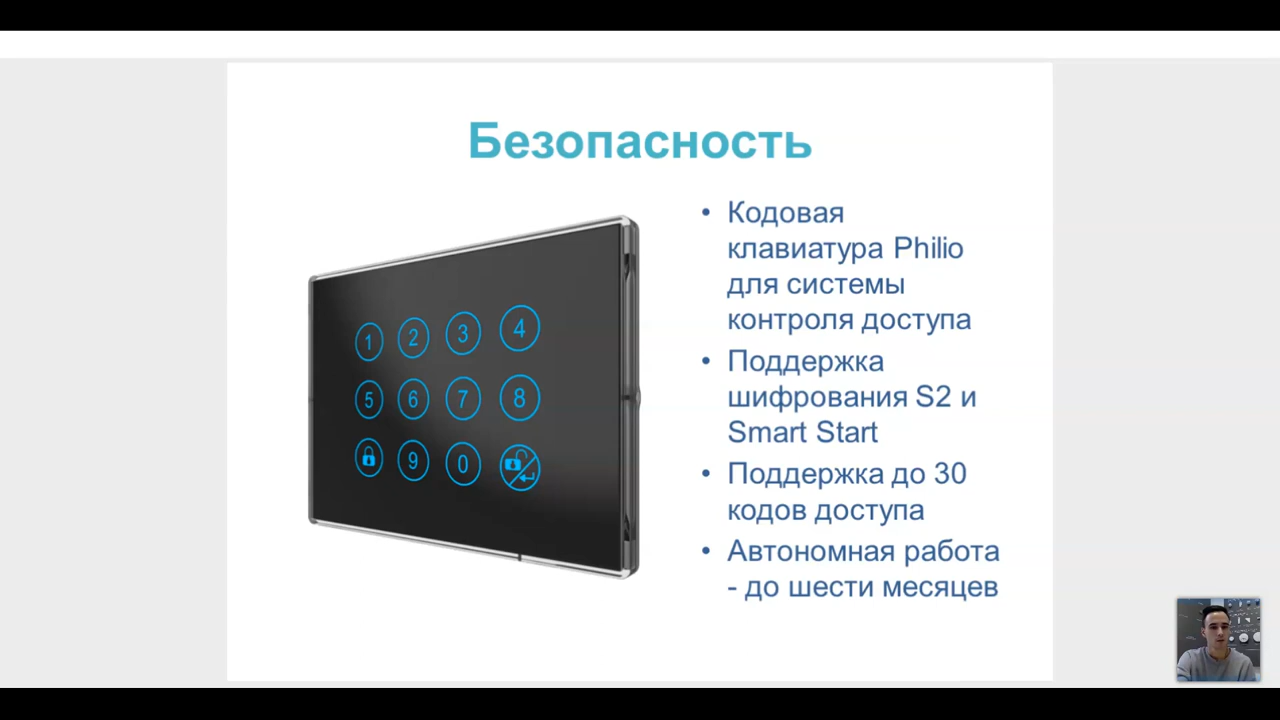 Безопасность
• Кодовая
клавиатура Philio
для системы
контроля доступа
• Поддержка
шифрования S2 и
Smart Start
• Поддержка до 30
кодов доступа
• Автономная работа
- до шести месяцев
1 2 3 4
5 6 7 8
9 0